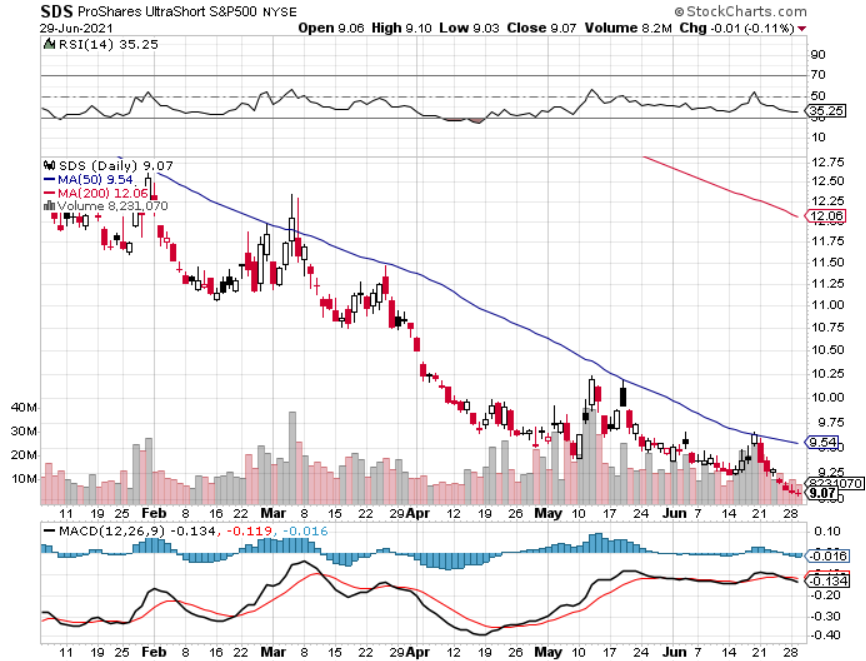 SDS ProShares UltraShort S&P500 NYSE © StockCharts.com
29-Jun-2021 Open 9.06 High 9.10 Low 9.03 Close 9.07 Volume 8.2M Chg -0.01 (-0.11%)
RSI(14) 35.25
90
70
50
35.25
30
10
SDS (Daily) 9.07
MA(50) 9.54
MA(200) 12.06
Volume 8,231,070
12.75
12.50
12.25
12.06
11.75
11.50
11.25
11.00
10.75
10.50
10.25
10.00
9.75
9.54
9.25
8231070
9.07
40M
30M
20M
10M
11 19 25 Feb 8 16 22 Mar 8 15 22 29 Apr 12 19 26 May 10 17 24 Jun 7 14 21 28
MACD(12,26,9) -0.134, -0.119, -0.016
0.10
-0.016
-0.134
-0.20
-0.30
-0.40
11 19 25 Feb 8 16 22 Mar 8 15 22 29 Apr 12 19 26 May 10 17 24 Jun 7 14 21 28